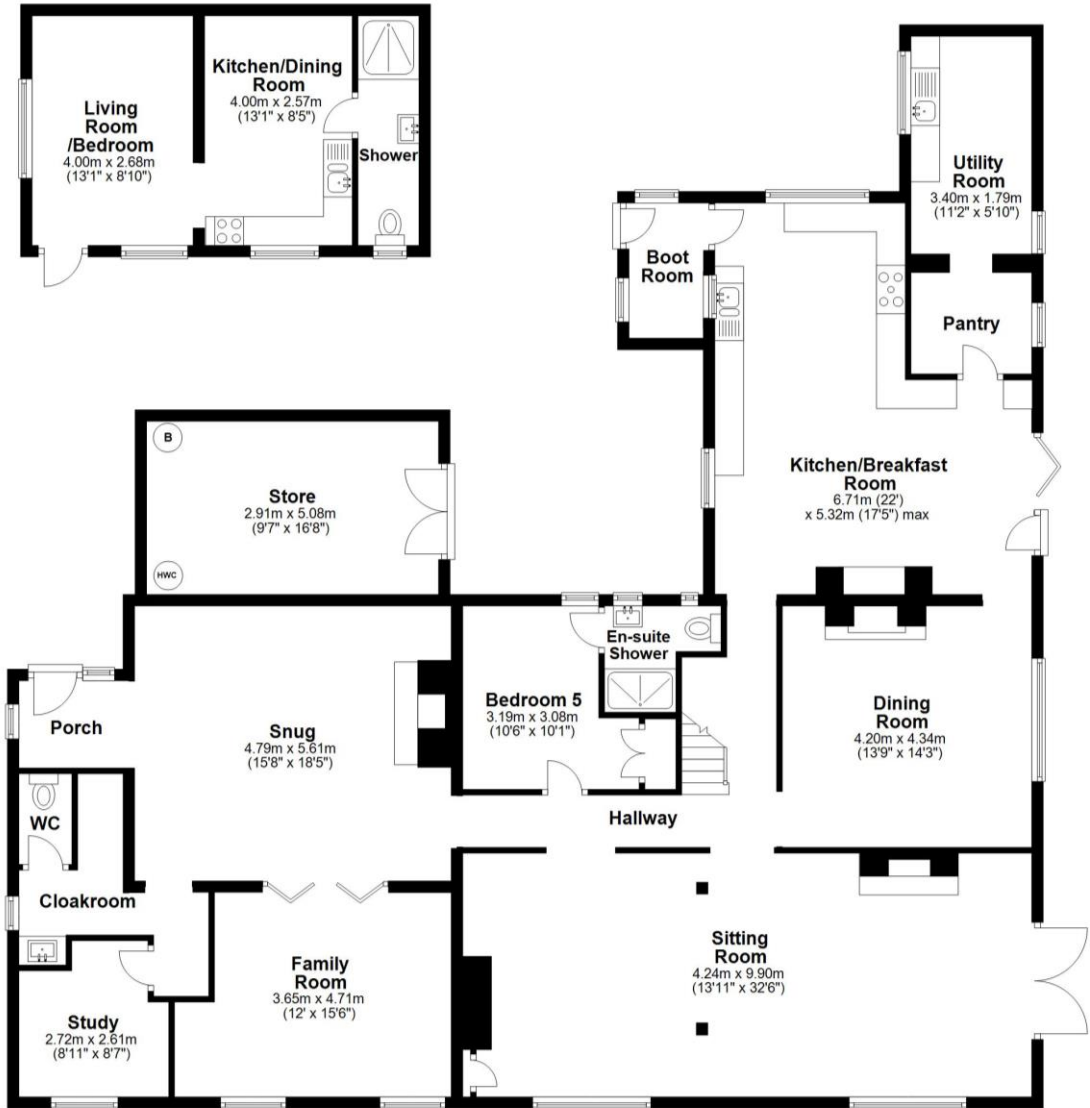 Living
Room
/Bedroom
4.00m x 2.68m
(13'1" x 8'10")
Kitchen/Dining
Room
4.00m x 2.57m
(13'1" x 8'5")
Shower
Utility
Room
3.40m x 1.79m
(11'2" x 5'10")
Boot
Room
Pantry
Kitchen/Breakfast
Room
6.71m (22')
x 5.32m (17'5") max
B
Store
2.91m x 5.08m
(9'7" x 16'8")
HWC
En-suite
Shower
Bedroom 5
3.19m x 3.08m
(10'6" x 10'1")
Dining
Room
4.20m x 4.34m
(13'9" x 14'3")
Porch
Snug
4.79m x 5.61m
(15'8" x 18'5")
WC
Hallway
Cloakroom
Sitting
Room
4.24m x 9.90m
(13'11" x 32'6")
Family
Room
3.65m x 4.71m
(12' x 15'6")
Study
2.72m x 2.61m
(8'11" x 8'7")